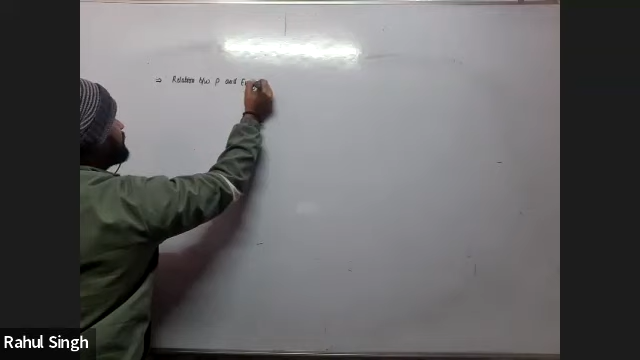 ⇒ Relation b/w P and E
Rahul Singh